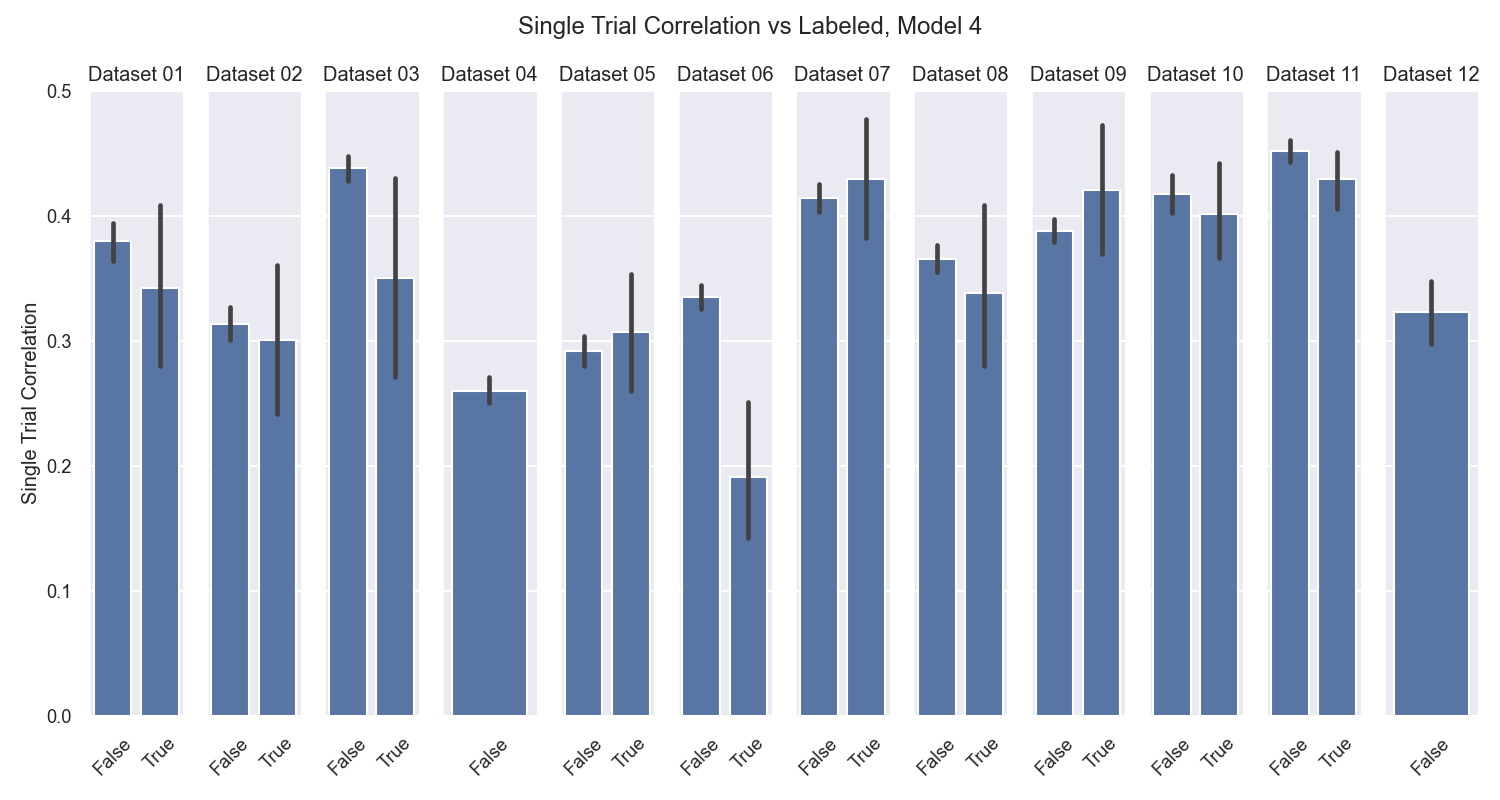 Single Trial Correlation vs Labeled, Model 4
Dataset 01 Dataset 02 Dataset 03 Dataset 04 Dataset 05 Dataset 06 Dataset 07 Dataset 08 Dataset 09 Dataset 10 Dataset 11 Dataset 12
0.5
0.4
0.3
0.2
0.1
0.0
Single Trial Correlation
False True False True False True False False True False True False True False True False True False True False True False